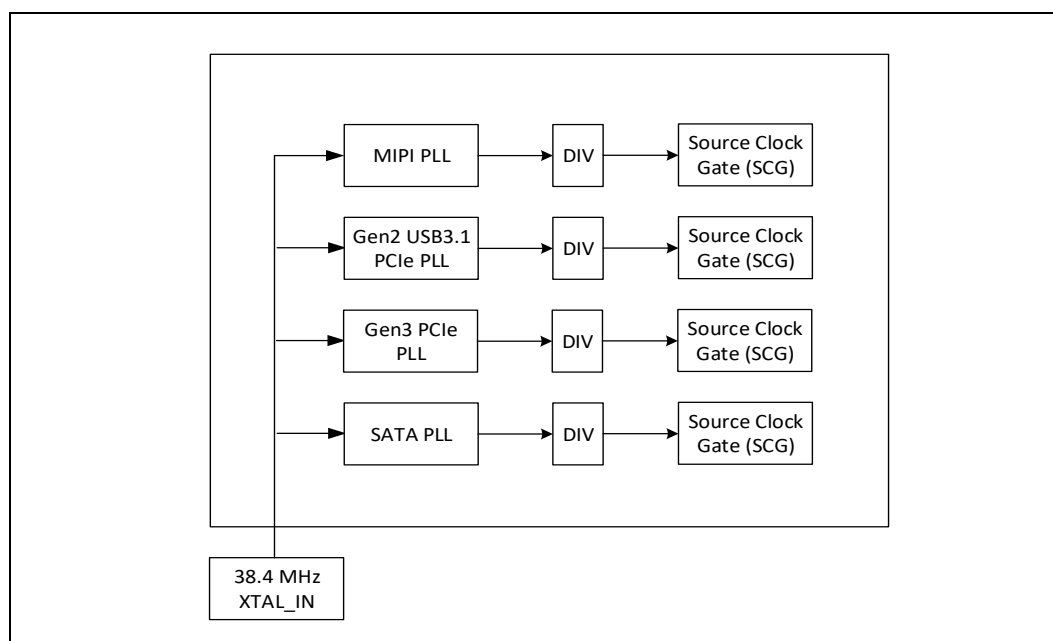 MIPI PLL
DIV
Source Clock
Gate (SCG)
Gen2 USB3.1
PCIe PLL
DIV
Source Clock
Gate (SCG)
Gen3 PCIe
PLL
DIV
Source Clock
Gate (SCG)
SATA PLL
DIV
Source Clock
Gate (SCG)
38.4 MHz
XTAL_IN